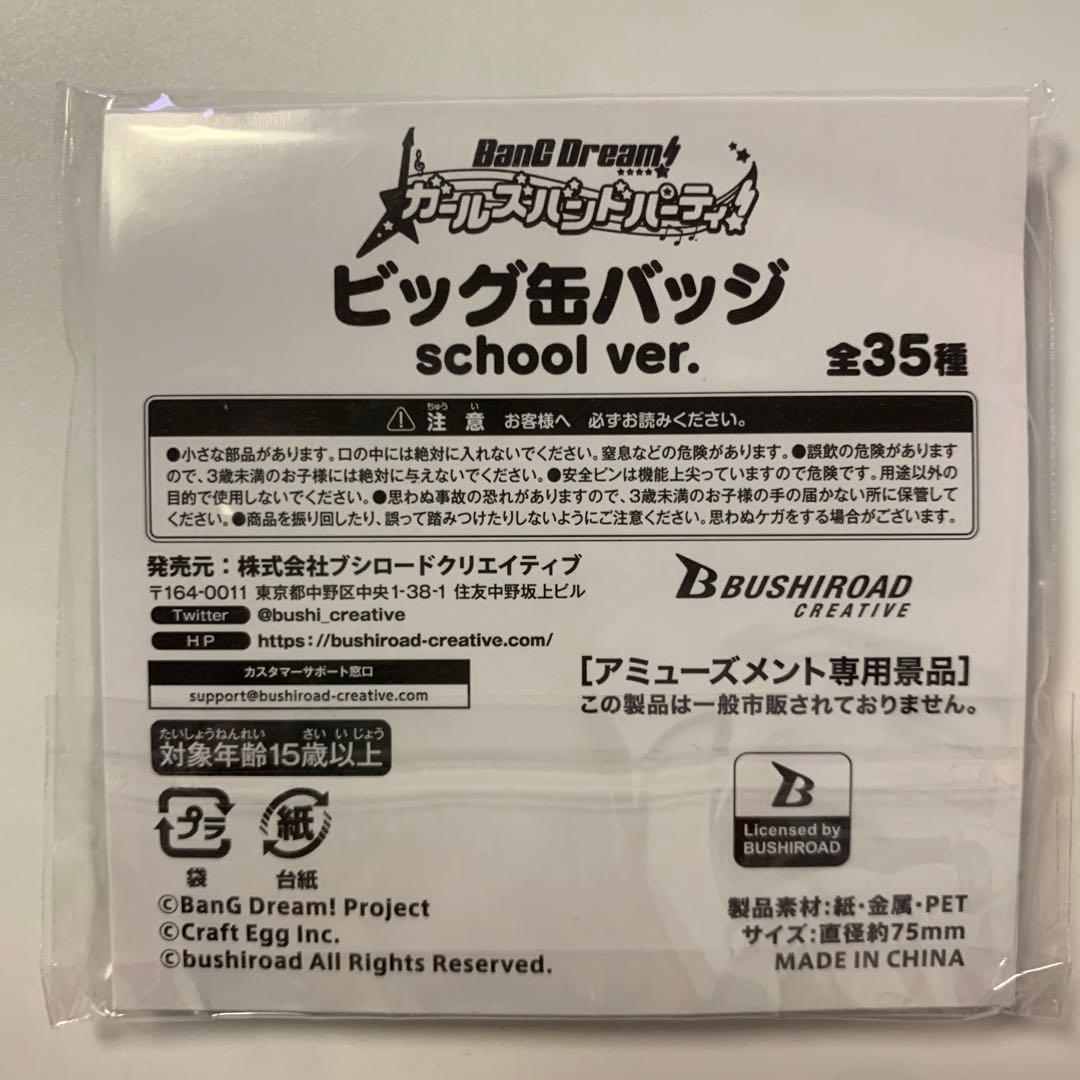 BanG Dream!
ガールズバンドパーティ!
ビッグ缶バッジ
school ver.
全35種
ちゅう い
注 意 お客様へ 必ずお読みください。
●小さな部品があります。口の中には絶対に入れないでください。窒息などの危険があります。●誤飲の危険があります
ので、3歳未満のお子様には絶対に与えないでください。●安全ピンは機能上尖っていますので危険です。用途以外の
目的で使用しないでください。●思わぬ事故の恐れがありますので、3歳未満のお子様の手の届かない所に保管して
ください。●商品を振り回したり、誤って踏みつけたりしないようにご注意ください。思わぬケガをする場合がございます。
発売元：株式会社ブシロードクリエイティブ
〒164-0011 東京都中野区中央1-38-1 住友中野坂上ビル
Twitter @bushi_creative
HP https://bushiroad-creative.com/
カスタマーサポート窓口
support@bushiroad-creative.com
BUSHIROAD
CREATIVE
[アミューズメント専用景品]
この製品は一般市販されておりません。
たいしょうねんれい さい い じょう
対象年齢15歳以上
プラ
袋
紙
台紙
B
Licensed by
BUSHIROAD
©BanG Dream! Project
©Craft Egg Inc.
©bushiroad All Rights Reserved.
製品素材:紙・金属・PET
サイズ:直径約75mm
MADE IN CHINA